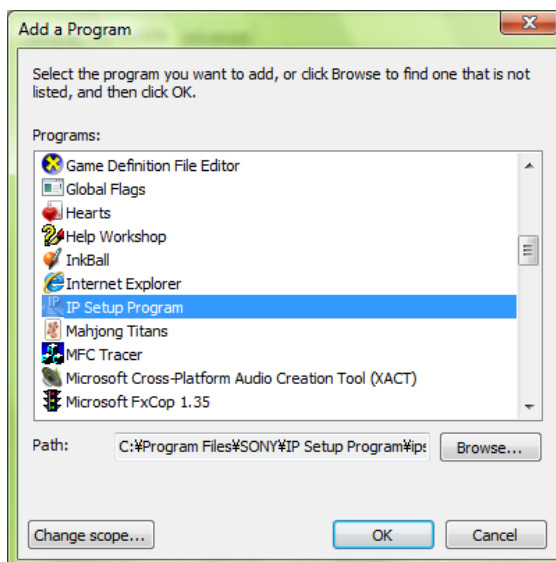 Add a Program
Select the program you want to add, or click Browse to find one that is not
listed, and then click OK.
Programs:
Game Definition File Editor
Global Flags
Hearts
Help Workshop
InkBall
Internet Explorer
IP Setup Program
Mahjong Titans
MFC Tracer
Microsoft Cross-Platform Audio Creation Tool (XACT)
Microsoft FxCop 1.35
Path: C:¥Program Files¥SONY¥IP Setup Program¥ips Browse...
Change scope... OK Cancel